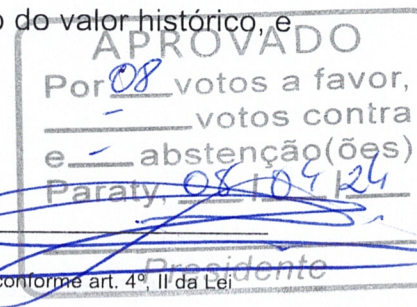 o do valor histórico, e
APROVADO
Por 08 votos a favor,
- votos contra
e - abstenção(ões)
Paraty, 08 / 04 / 24
Presidente
conforme art. 4º, II da Lei